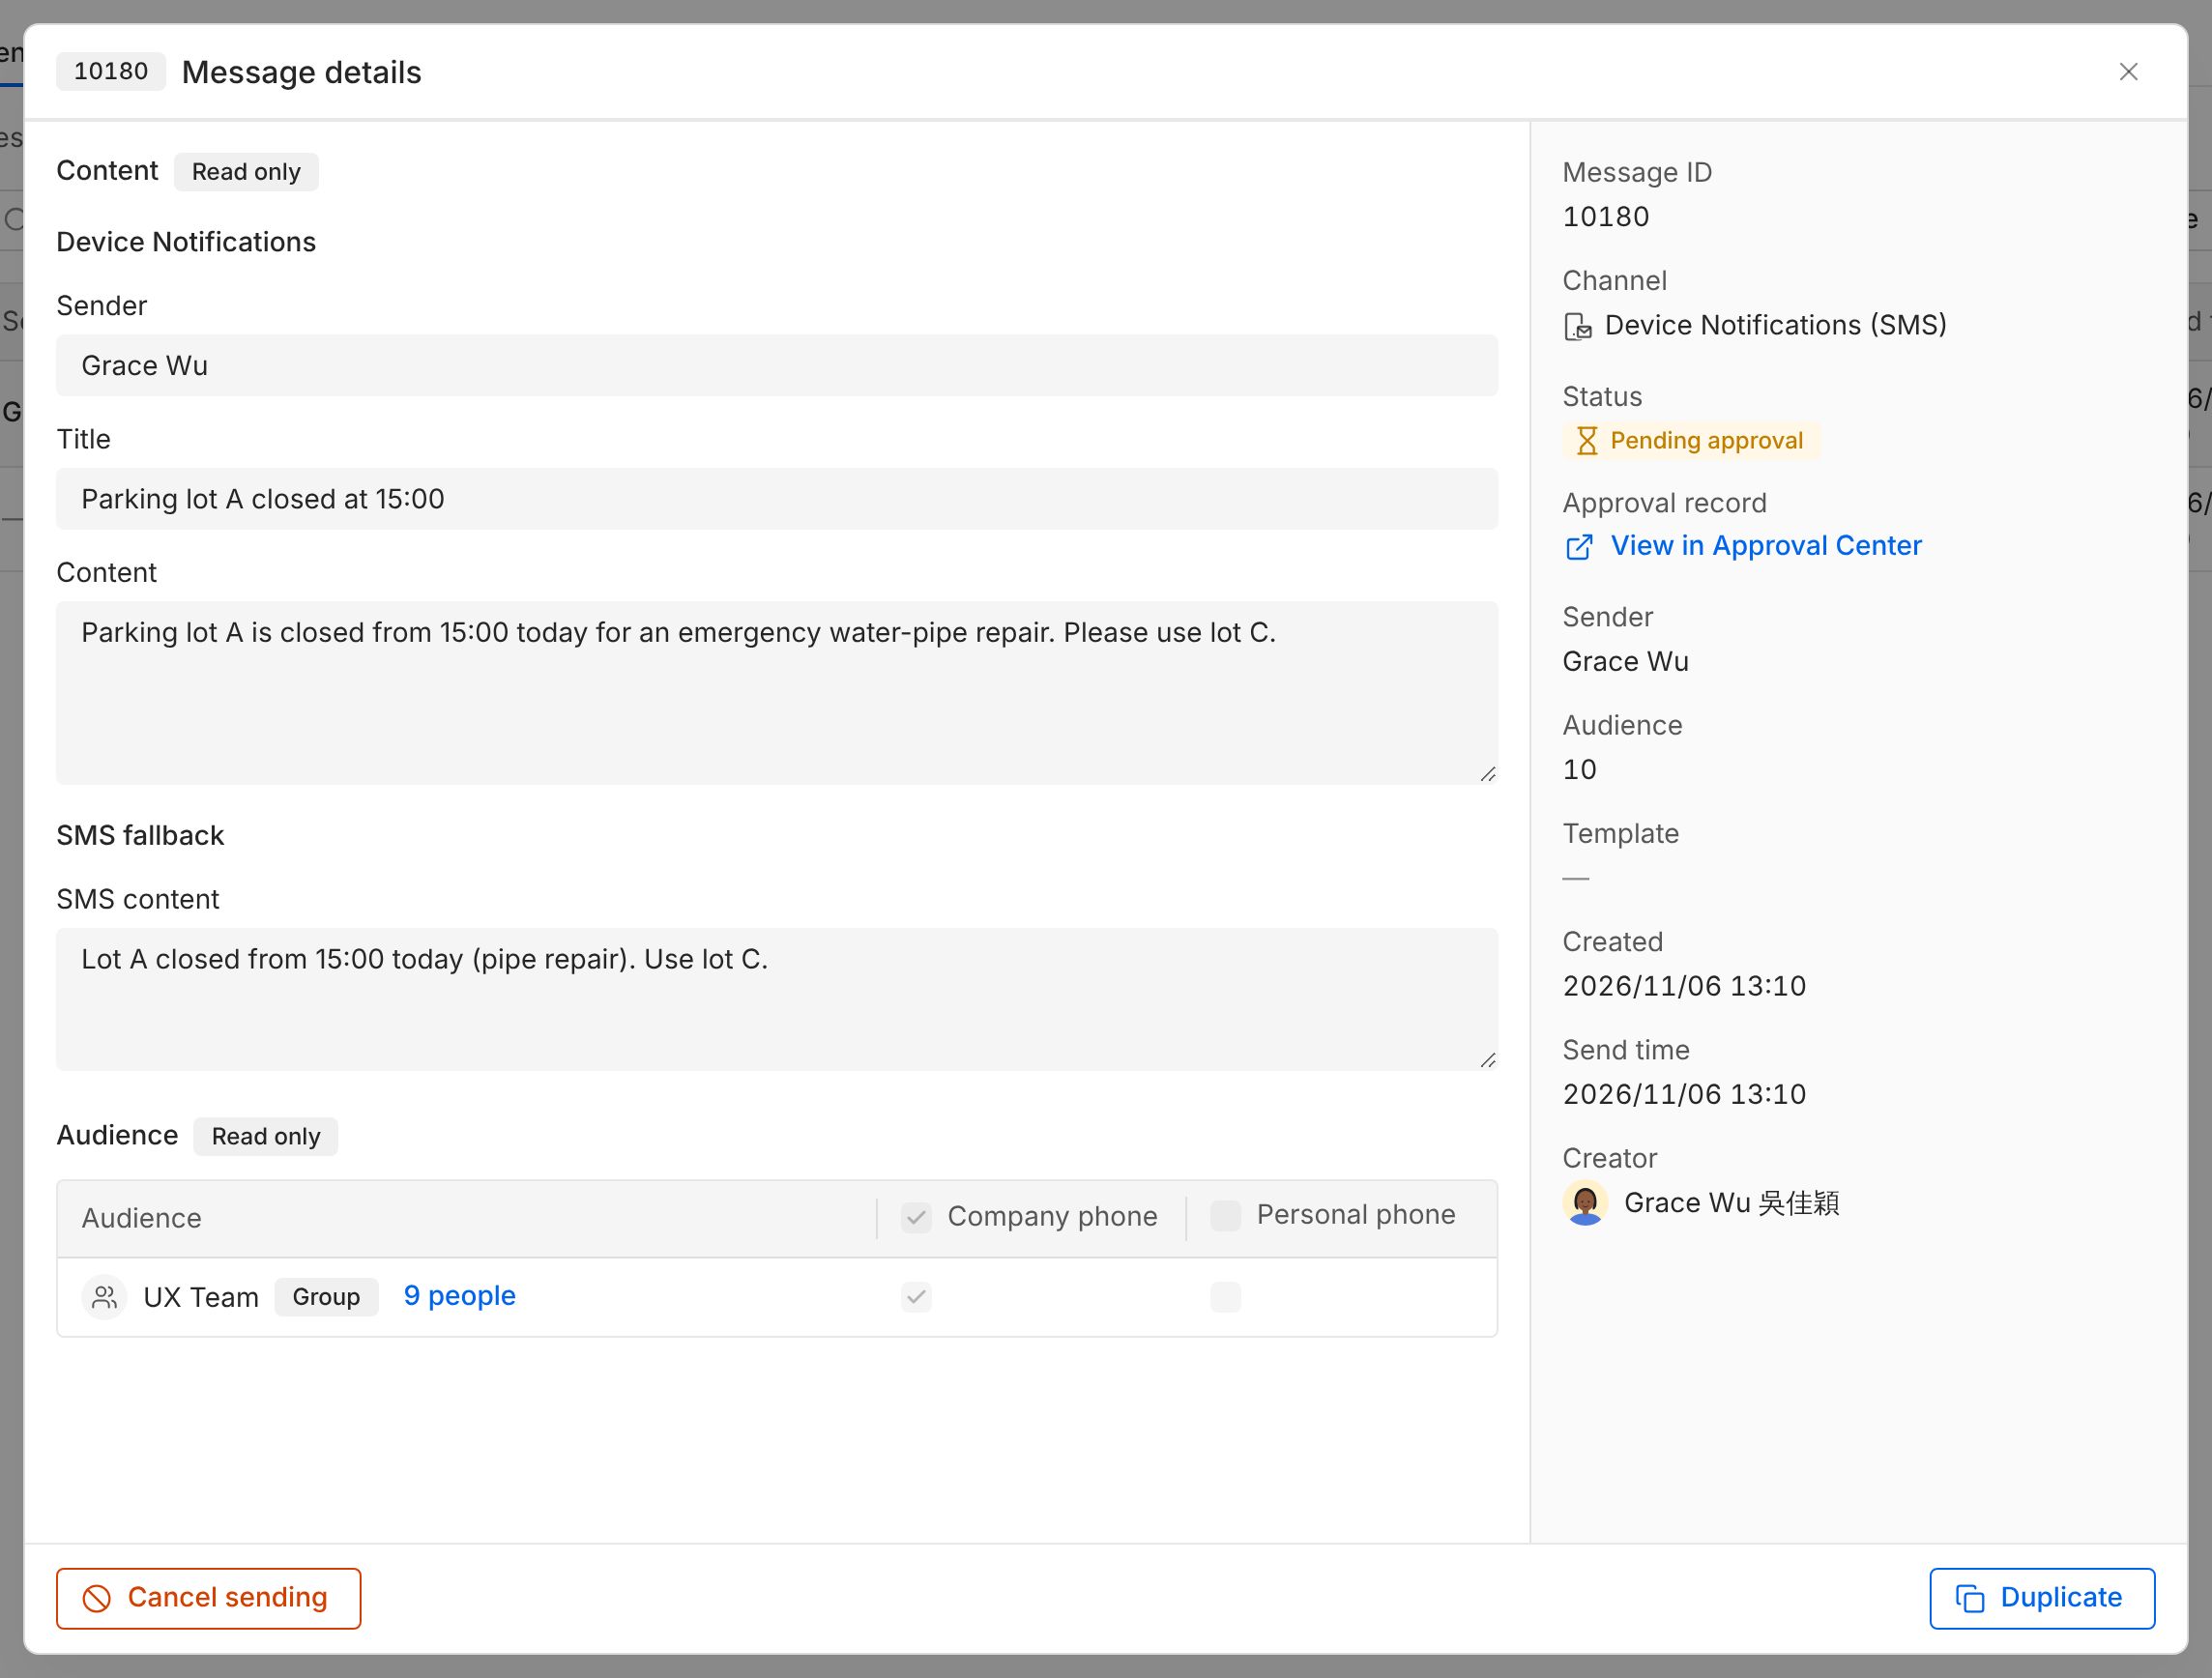 10180 Message details
Content Read only
Device Notifications
Sender
Grace Wu
Title
Parking lot A closed at 15:00
Content
Parking lot A is closed from 15:00 today for an emergency water-pipe repair. Please use lot C.
SMS fallback
SMS content
Lot A closed from 15:00 today (pipe repair). Use lot C.
Audience Read only
Audience Company phone Personal phone
UX Team Group 9 people
Message ID
10180
Channel
Device Notifications (SMS)
Status
Pending approval
Approval record
View in Approval Center
Sender
Grace Wu
Audience
10
Template
—
Created
2026/11/06 13:10
Send time
2026/11/06 13:10
Creator
Grace Wu 吳佳穎
Cancel sending Duplicate